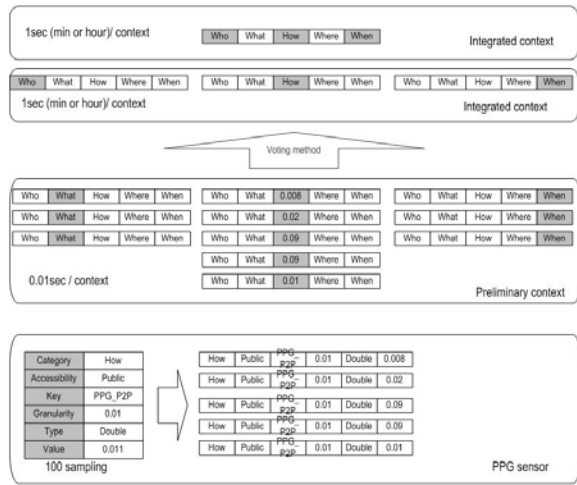 1sec (min or hour)/ context
Who What How Where When
Integrated context
Who What How Where When Who What How Where When Who What How Where When
1sec (min or hour)/ context
Integrated context
Voting method
Who What How Where When Who What 0.008 Where When Who What How Where When
Who What How Where When Who What 0.02 Where When Who What How Where When
Who What How Where When Who What 0.09 Where When Who What How Where When
Who What 0.09 Where When
0.01sec / context
Who What 0.01 Where When
Preliminary context
Category How
Accessibility Public
Key PPG_P2P
Granularity 0.01
Type Double
Value 0.011
100 sampling
How Public PPG_P2P 0.01 Double 0.008
How Public PPG_P2P 0.01 Double 0.02
How Public PPG_P2P 0.01 Double 0.09
How Public PPG_P2P 0.01 Double 0.09
How Public PPG_P2P 0.01 Double 0.01
PPG sensor